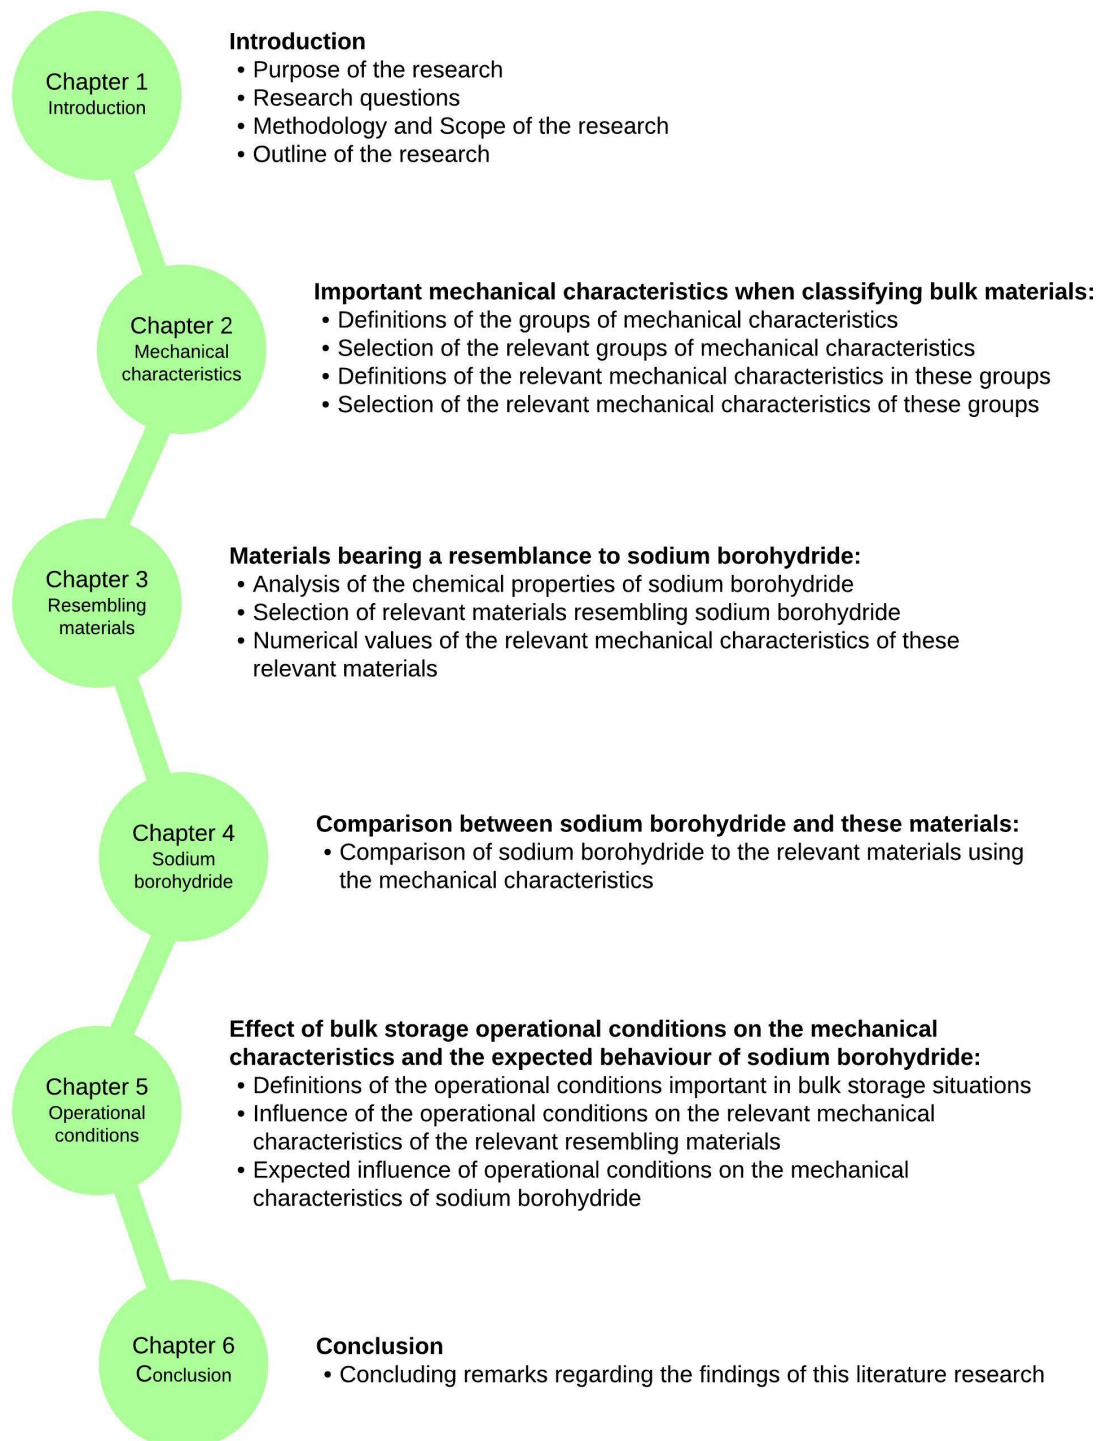 Chapter 1
Introduction
Introduction
• Purpose of the research
• Research questions
• Methodology and Scope of the research
• Outline of the research
Chapter 2
Mechanical
characteristics
Important mechanical characteristics when classifying bulk materials:
• Definitions of the groups of mechanical characteristics
• Selection of the relevant groups of mechanical characteristics
• Definitions of the relevant mechanical characteristics in these groups
• Selection of the relevant mechanical characteristics of these groups
Chapter 3
Resembling
materials
Materials bearing a resemblance to sodium borohydride:
• Analysis of the chemical properties of sodium borohydride
• Selection of relevant materials resembling sodium borohydride
• Numerical values of the relevant mechanical characteristics of these
relevant materials
Chapter 4
Sodium
borohydride
Comparison between sodium borohydride and these materials:
• Comparison of sodium borohydride to the relevant materials using
the mechanical characteristics
Chapter 5
Operational
conditions
Effect of bulk storage operational conditions on the mechanical
characteristics and the expected behaviour of sodium borohydride:
• Definitions of the operational conditions important in bulk storage situations
• Influence of the operational conditions on the relevant mechanical
characteristics of the relevant resembling materials
• Expected influence of operational conditions on the mechanical
characteristics of sodium borohydride
Chapter 6
Conclusion
Conclusion
• Concluding remarks regarding the findings of this literature research